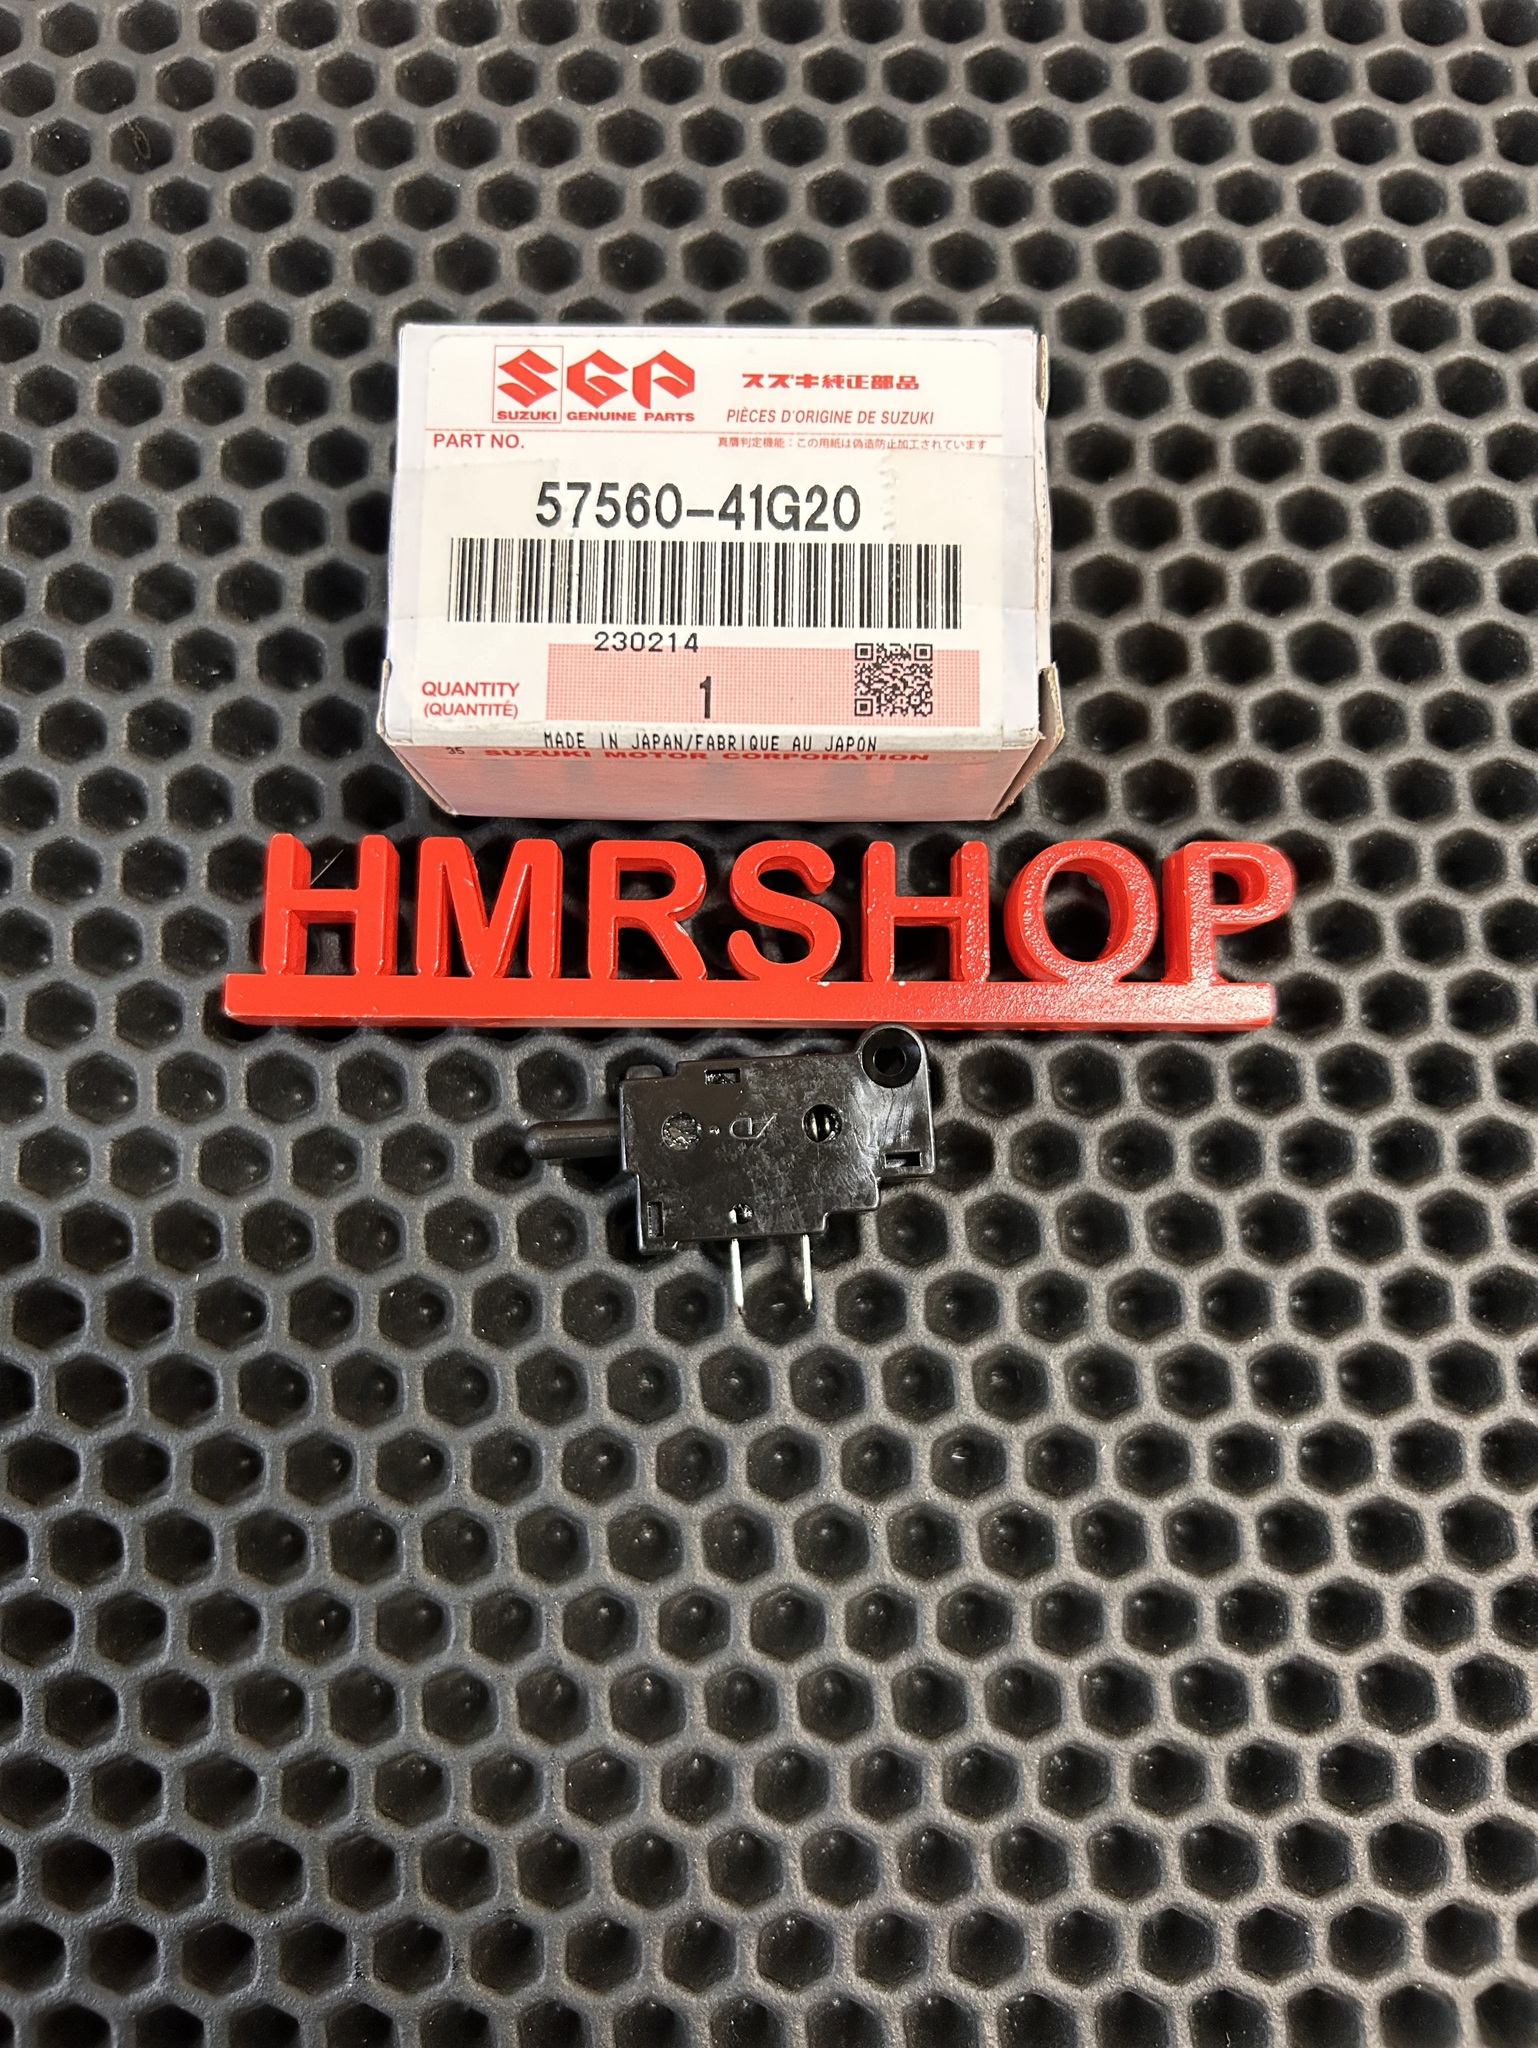 SUZUKI
SGP
GENUINE PARTS
スズキ純正部品
PIÈCES D'ORIGINE DE SUZUKI
PART NO.
真贋判定機能：この用紙は偽造防止加工されています
57560-41G20
230214
QUANTITY
(QUANTITÉ)
1
MADE IN JAPAN/FABRIQUE AU JAPON
35 SUZUKI MOTOR CORPORATION
HMRSHOP